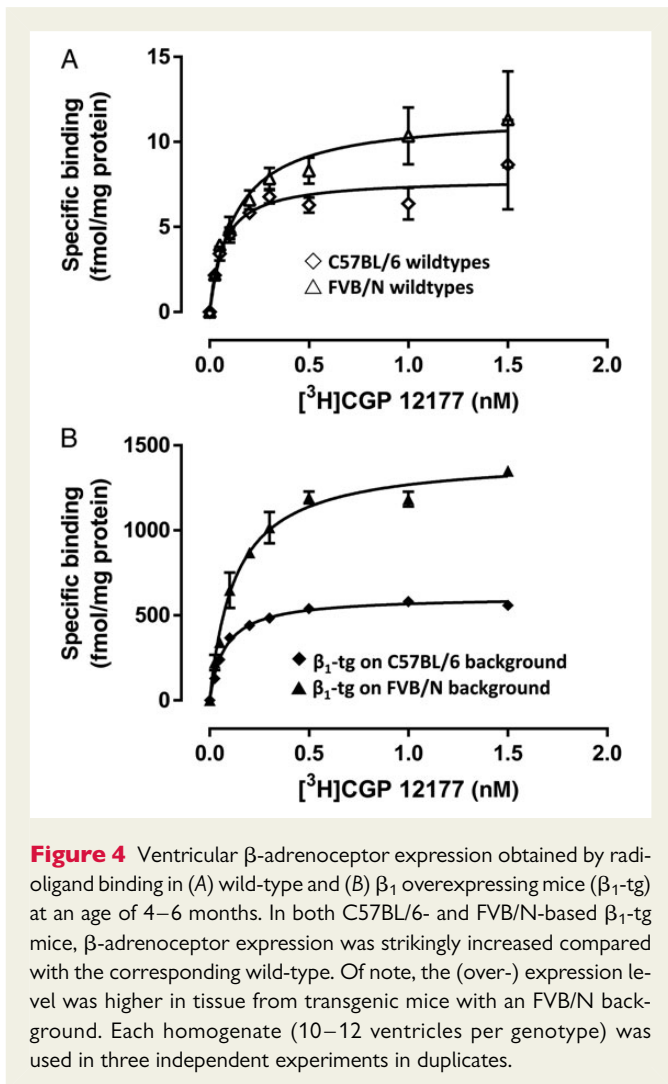 A
15
10
5
0
Specific binding
(fmol/mg protein)
◇ C57BL/6 wildtypes
△ FVB/N wildtypes
0.0 0.5 1.0 1.5 2.0
[³H]CGP 12177 (nM)
B
1500
1000
500
0
Specific binding
(fmol/mg protein)
◆ β₁-tg on C57BL/6 background
▲ β₁-tg on FVB/N background
0.0 0.5 1.0 1.5 2.0
[³H]CGP 12177 (nM)
Figure 4 Ventricular β-adrenoceptor expression obtained by radi-
oligand binding in (A) wild-type and (B) β₁ overexpressing mice (β₁-tg)
at an age of 4–6 months. In both C57BL/6- and FVB/N-based β₁-tg
mice, β-adrenoceptor expression was strikingly increased compared
with the corresponding wild-type. Of note, the (over-) expression le-
vel was higher in tissue from transgenic mice with an FVB/N back-
ground. Each homogenate (10–12 ventricles per genotype) was
used in three independent experiments in duplicates.